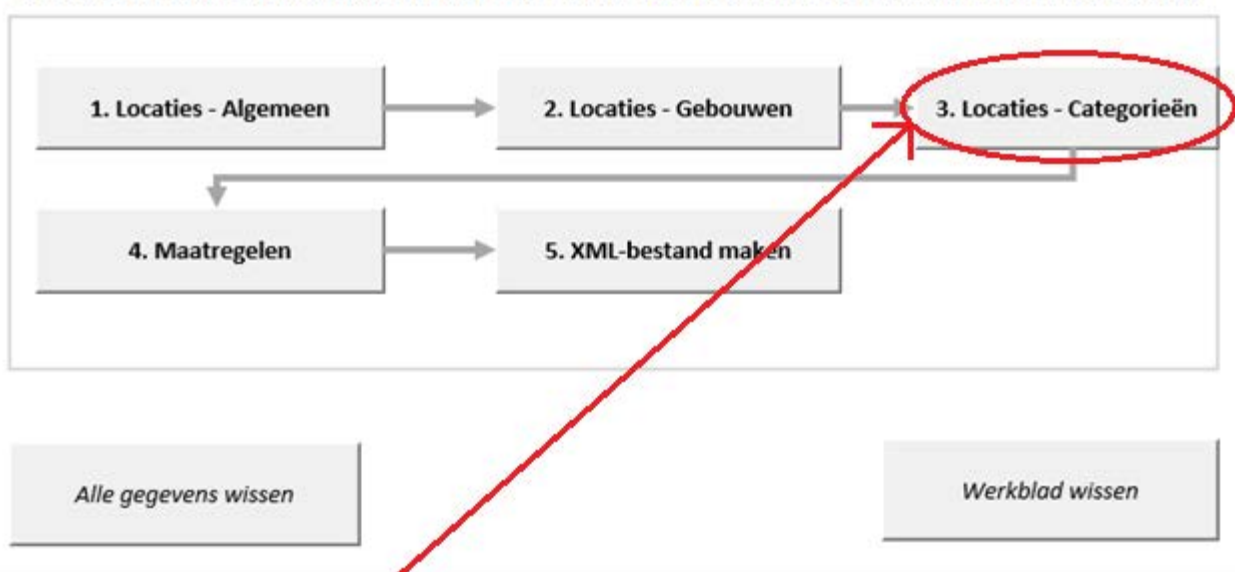 1. Locaties - Algemeen
2. Locaties - Gebouwen
3. Locaties - Categorieën
4. Maatregelen
5. XML-bestand maken
Alle gegevens wissen
Werkblad wissen